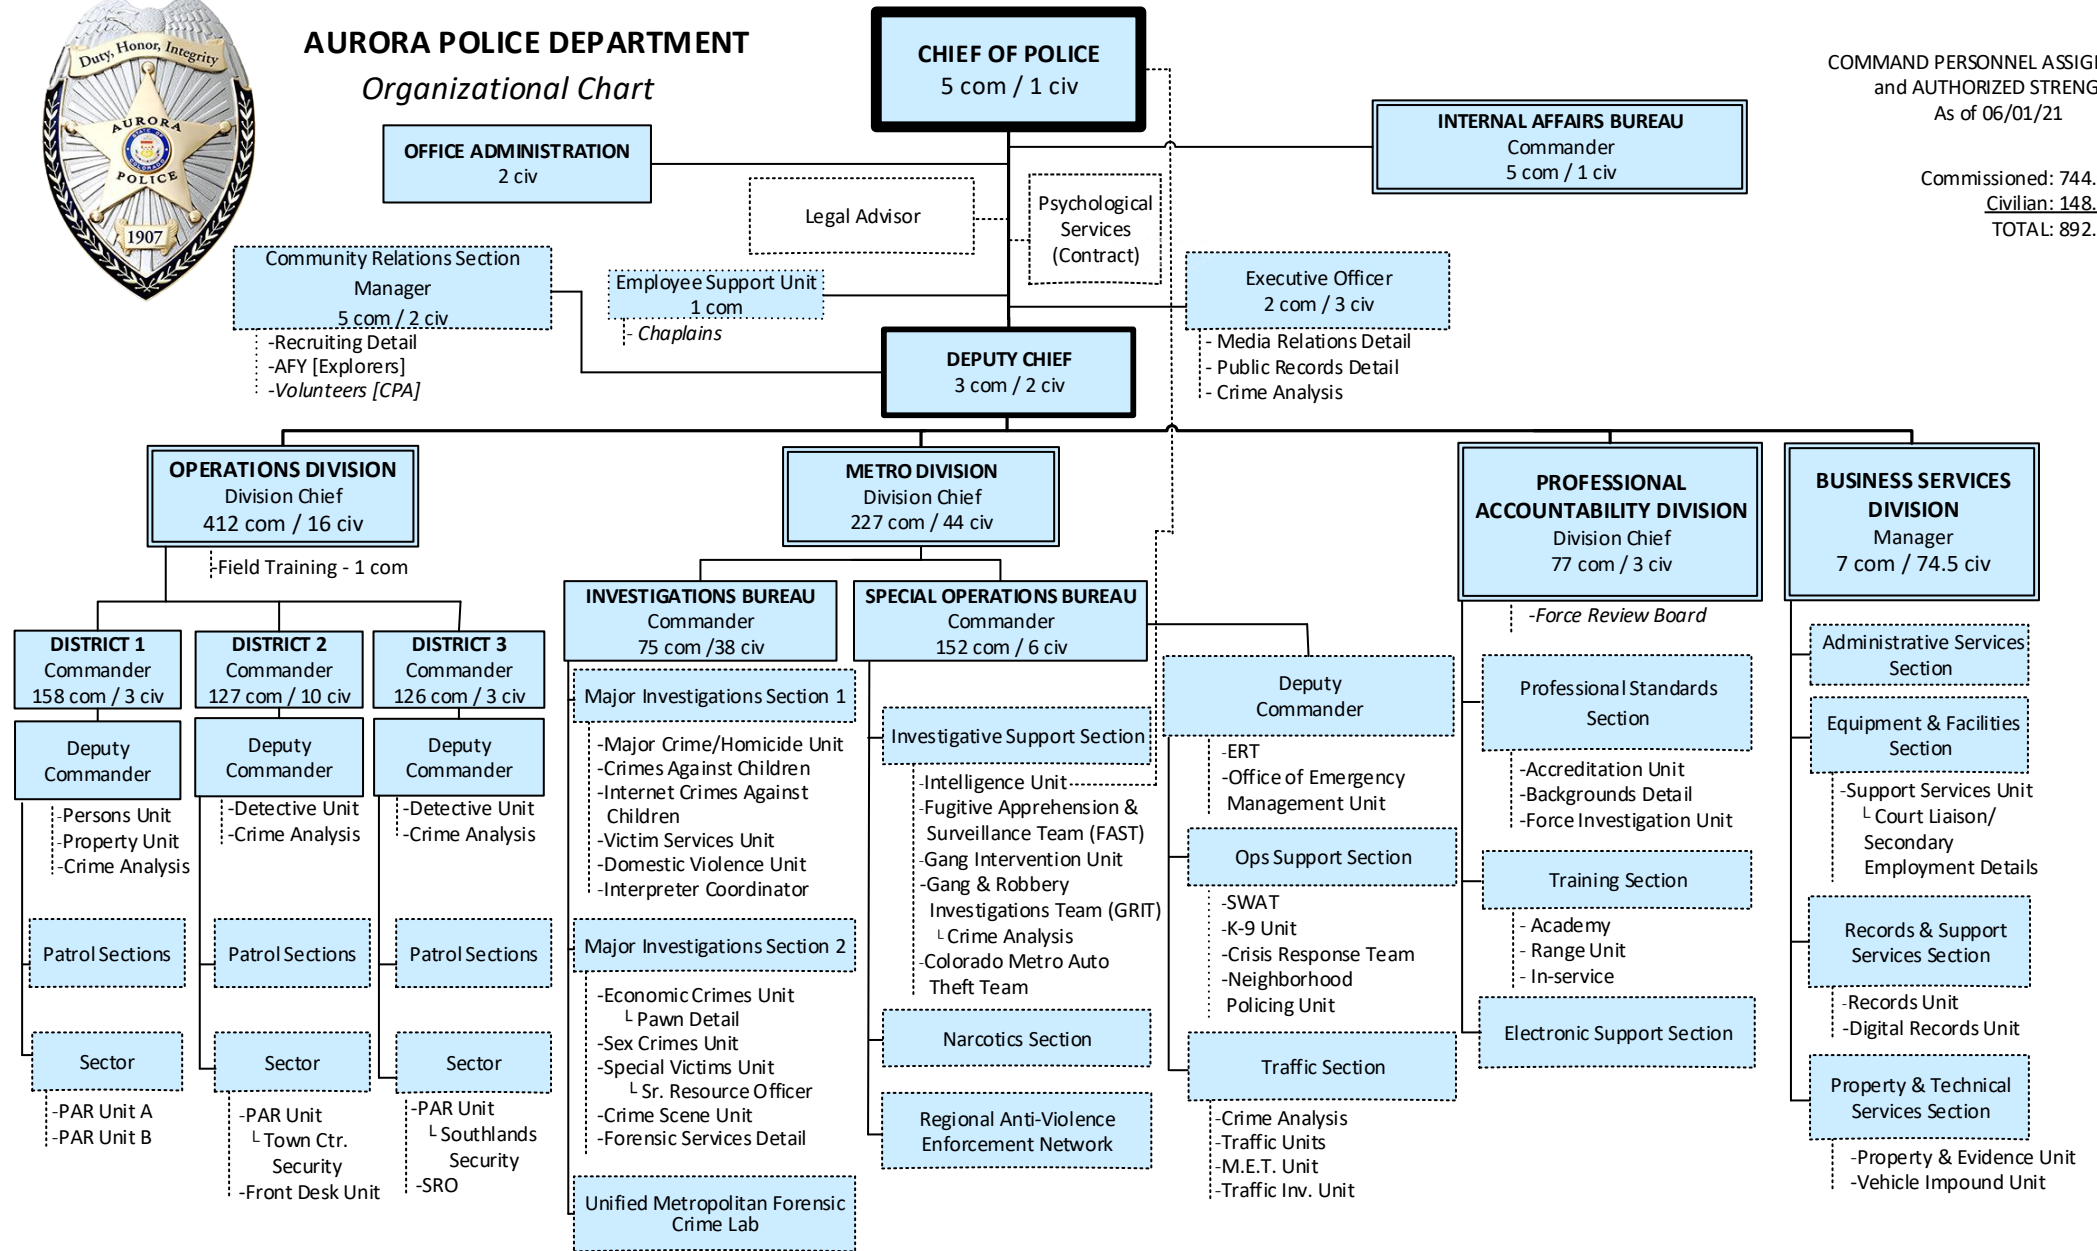 Duty, Honor, Integrity
AURORA
STATE OF
COLORADO
POLICE
1907
AURORA POLICE DEPARTMENT
Organizational Chart
CHIEF OF POLICE
5 com / 1 civ
COMMAND PERSONNEL ASSIG
and AUTHORIZED STRENG
As of 06/01/21
Commissioned: 744.
Civilian: 148.
TOTAL: 892.
OFFICE ADMINISTRATION
2 civ
INTERNAL AFFAIRS BUREAU
Commander
5 com / 1 civ
Legal Advisor
Psychological
Services
(Contract)
Community Relations Section
Manager
5 com / 2 civ
-Recruiting Detail
-AFY [Explorers]
-Volunteers [CPA]
Employee Support Unit
1 com
- Chaplains
Executive Officer
2 com / 3 civ
- Media Relations Detail
- Public Records Detail
- Crime Analysis
DEPUTY CHIEF
3 com / 2 civ
OPERATIONS DIVISION
Division Chief
412 com / 16 civ
-Field Training - 1 com
DISTRICT 1
Commander
158 com / 3 civ
Deputy
Commander
-Persons Unit
-Property Unit
-Crime Analysis
Patrol Sections
Sector
-PAR Unit A
-PAR Unit B
DISTRICT 2
Commander
127 com / 10 civ
Deputy
Commander
-Detective Unit
-Crime Analysis
Patrol Sections
Sector
-PAR Unit
└ Town Ctr.
Security
-Front Desk Unit
DISTRICT 3
Commander
126 com / 3 civ
Deputy
Commander
-Detective Unit
-Crime Analysis
Patrol Sections
Sector
-PAR Unit
└ Southlands
Security
-SRO
METRO DIVISION
Division Chief
227 com / 44 civ
INVESTIGATIONS BUREAU
Commander
75 com /38 civ
Major Investigations Section 1
-Major Crime/Homicide Unit
-Crimes Against Children
-Internet Crimes Against
Children
-Victim Services Unit
-Domestic Violence Unit
-Interpreter Coordinator
Major Investigations Section 2
-Economic Crimes Unit
└ Pawn Detail
-Sex Crimes Unit
-Special Victims Unit
└ Sr. Resource Officer
-Crime Scene Unit
-Forensic Services Detail
Unified Metropolitan Forensic
Crime Lab
SPECIAL OPERATIONS BUREAU
Commander
152 com / 6 civ
Investigative Support Section
-Intelligence Unit
-Fugitive Apprehension &
Surveillance Team (FAST)
-Gang Intervention Unit
-Gang & Robbery
Investigations Team (GRIT)
└ Crime Analysis
-Colorado Metro Auto
Theft Team
Narcotics Section
Regional Anti-Violence
Enforcement Network
Deputy
Commander
-ERT
-Office of Emergency
Management Unit
Ops Support Section
-SWAT
-K-9 Unit
-Crisis Response Team
-Neighborhood
Policing Unit
Traffic Section
-Crime Analysis
-Traffic Units
-M.E.T. Unit
-Traffic Inv. Unit
PROFESSIONAL
ACCOUNTABILITY DIVISION
Division Chief
77 com / 3 civ
-Force Review Board
Professional Standards
Section
-Accreditation Unit
-Backgrounds Detail
-Force Investigation Unit
Training Section
- Academy
- Range Unit
- In-service
Electronic Support Section
BUSINESS SERVICES
DIVISION
Manager
7 com / 74.5 civ
Administrative Services
Section
Equipment & Facilities
Section
-Support Services Unit
└ Court Liaison/
Secondary
Employment Details
Records & Support
Services Section
-Records Unit
-Digital Records Unit
Property & Technical
Services Section
-Property & Evidence Unit
-Vehicle Impound Unit